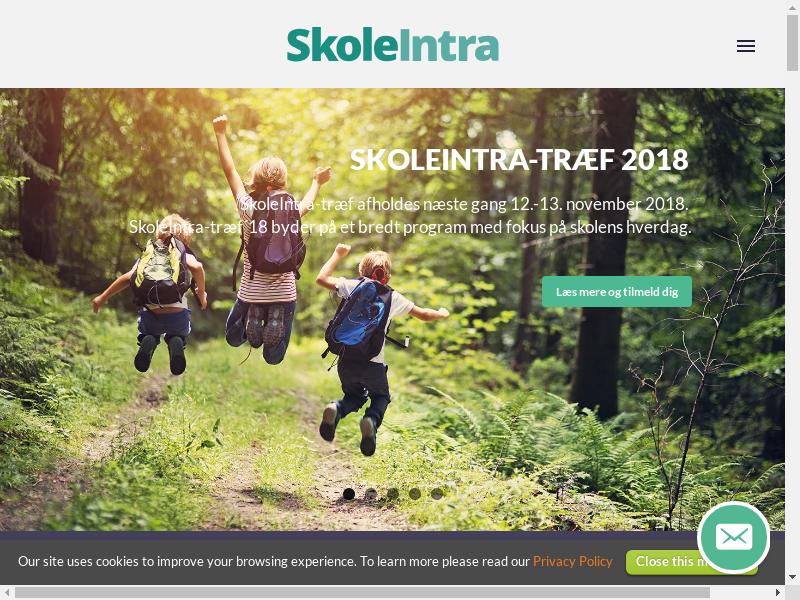 SkoleIntra
SKOLEINTRA-TRÆF 2018
SkoleIntra-træf afholdes næste gang 12.-13. november 2018.
SkoleIntra-træf '18 byder på et bredt program med fokus på skolens hverdag.
Læs mere og tilmeld dig
Our site uses cookies to improve your browsing experience. To learn more please read our Privacy Policy
Close this m